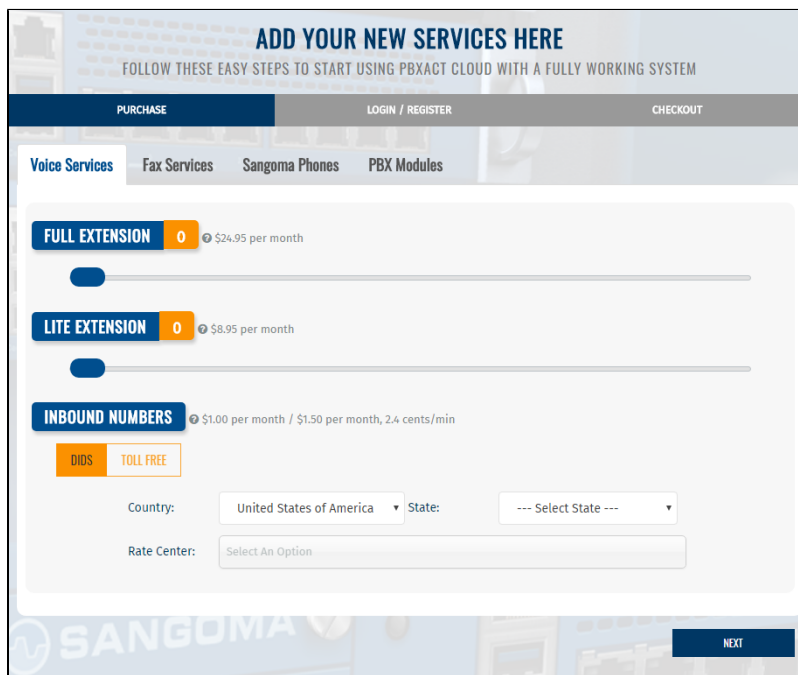 ADD YOUR NEW SERVICES HERE
FOLLOW THESE EASY STEPS TO START USING PBXACT CLOUD WITH A FULLY WORKING SYSTEM
PURCHASE LOGIN / REGISTER CHECKOUT
Voice Services Fax Services Sangoma Phones PBX Modules
FULL EXTENSION 0 $24.95 per month
LITE EXTENSION 0 $8.95 per month
INBOUND NUMBERS $1.00 per month / $1.50 per month, 2.4 cents/min
DIDS TOLL FREE
Country: United States of America State: --- Select State ---
Rate Center: Select An Option
SANGOMA
NEXT